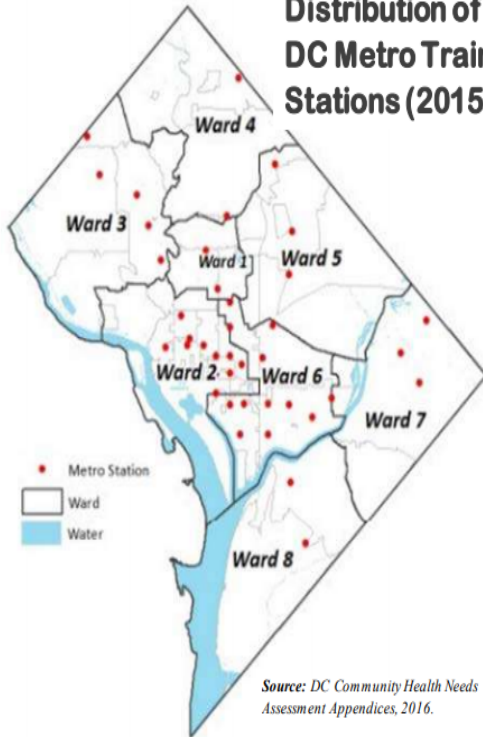 Distribution of
DC Metro Train
Stations (2015
Ward 4
Ward 3
Ward 1
Ward 5
Ward 2
Ward 6
Ward 7
Metro Station
Ward
Water
Ward 8
Source: DC Community Health Needs
Assessment Appendices, 2016.